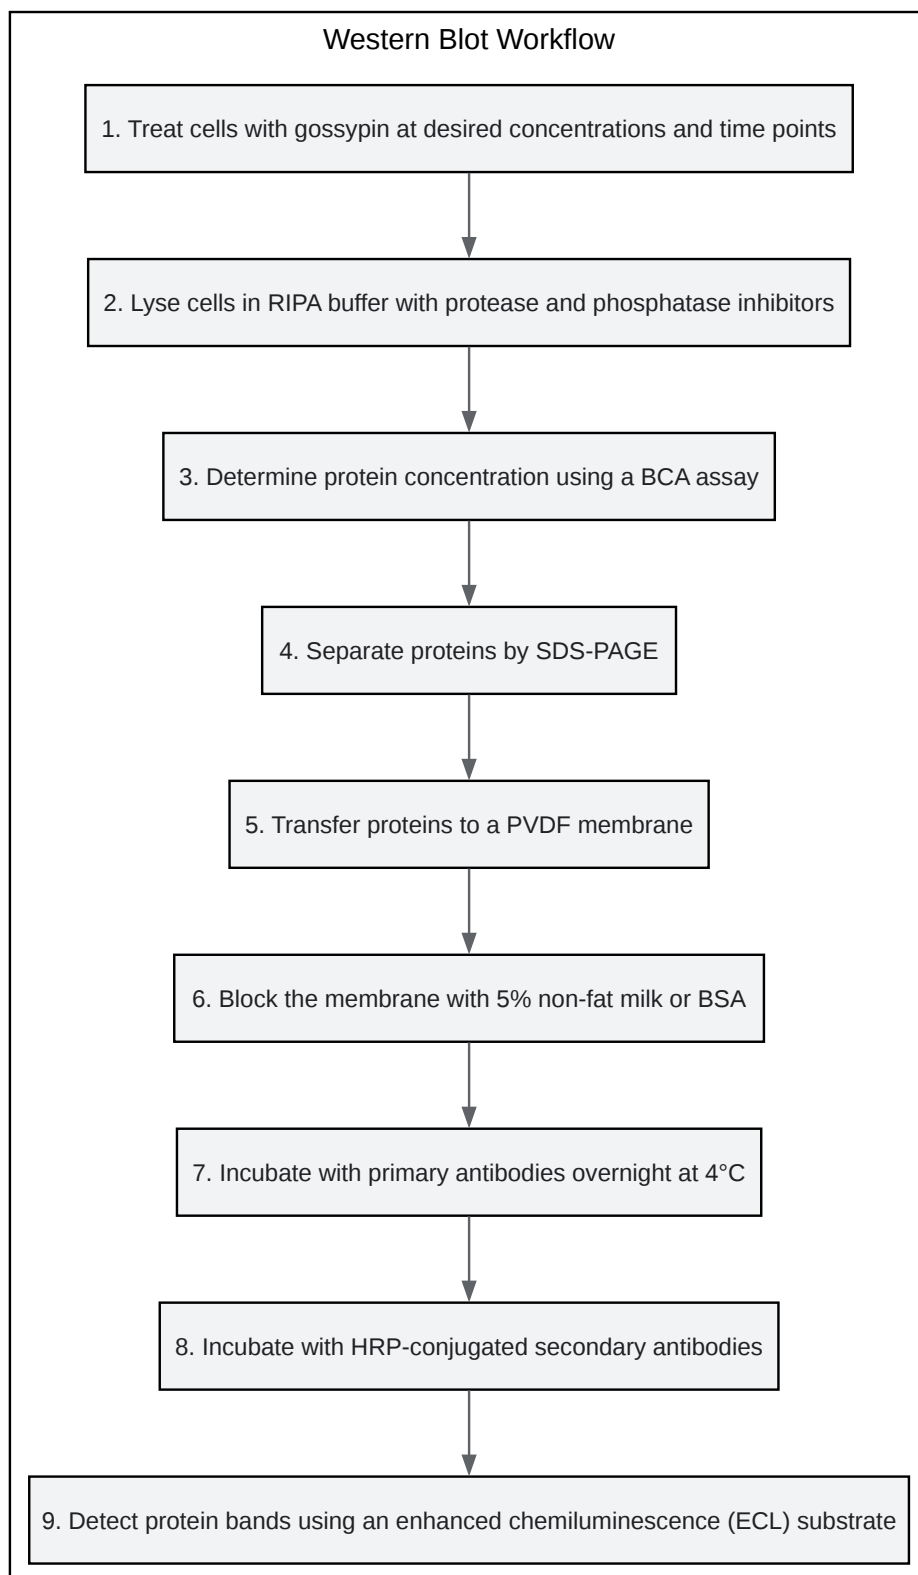 Western Blot Workflow
1. Treat cells with gossypin at desired concentrations and time points
2. Lyse cells in RIPA buffer with protease and phosphatase inhibitors
3. Determine protein concentration using a BCA assay
4. Separate proteins by SDS-PAGE
5. Transfer proteins to a PVDF membrane
6. Block the membrane with 5% non-fat milk or BSA
7. Incubate with primary antibodies overnight at 4°C
8. Incubate with HRP-conjugated secondary antibodies
9. Detect protein bands using an enhanced chemiluminescence (ECL) substrate